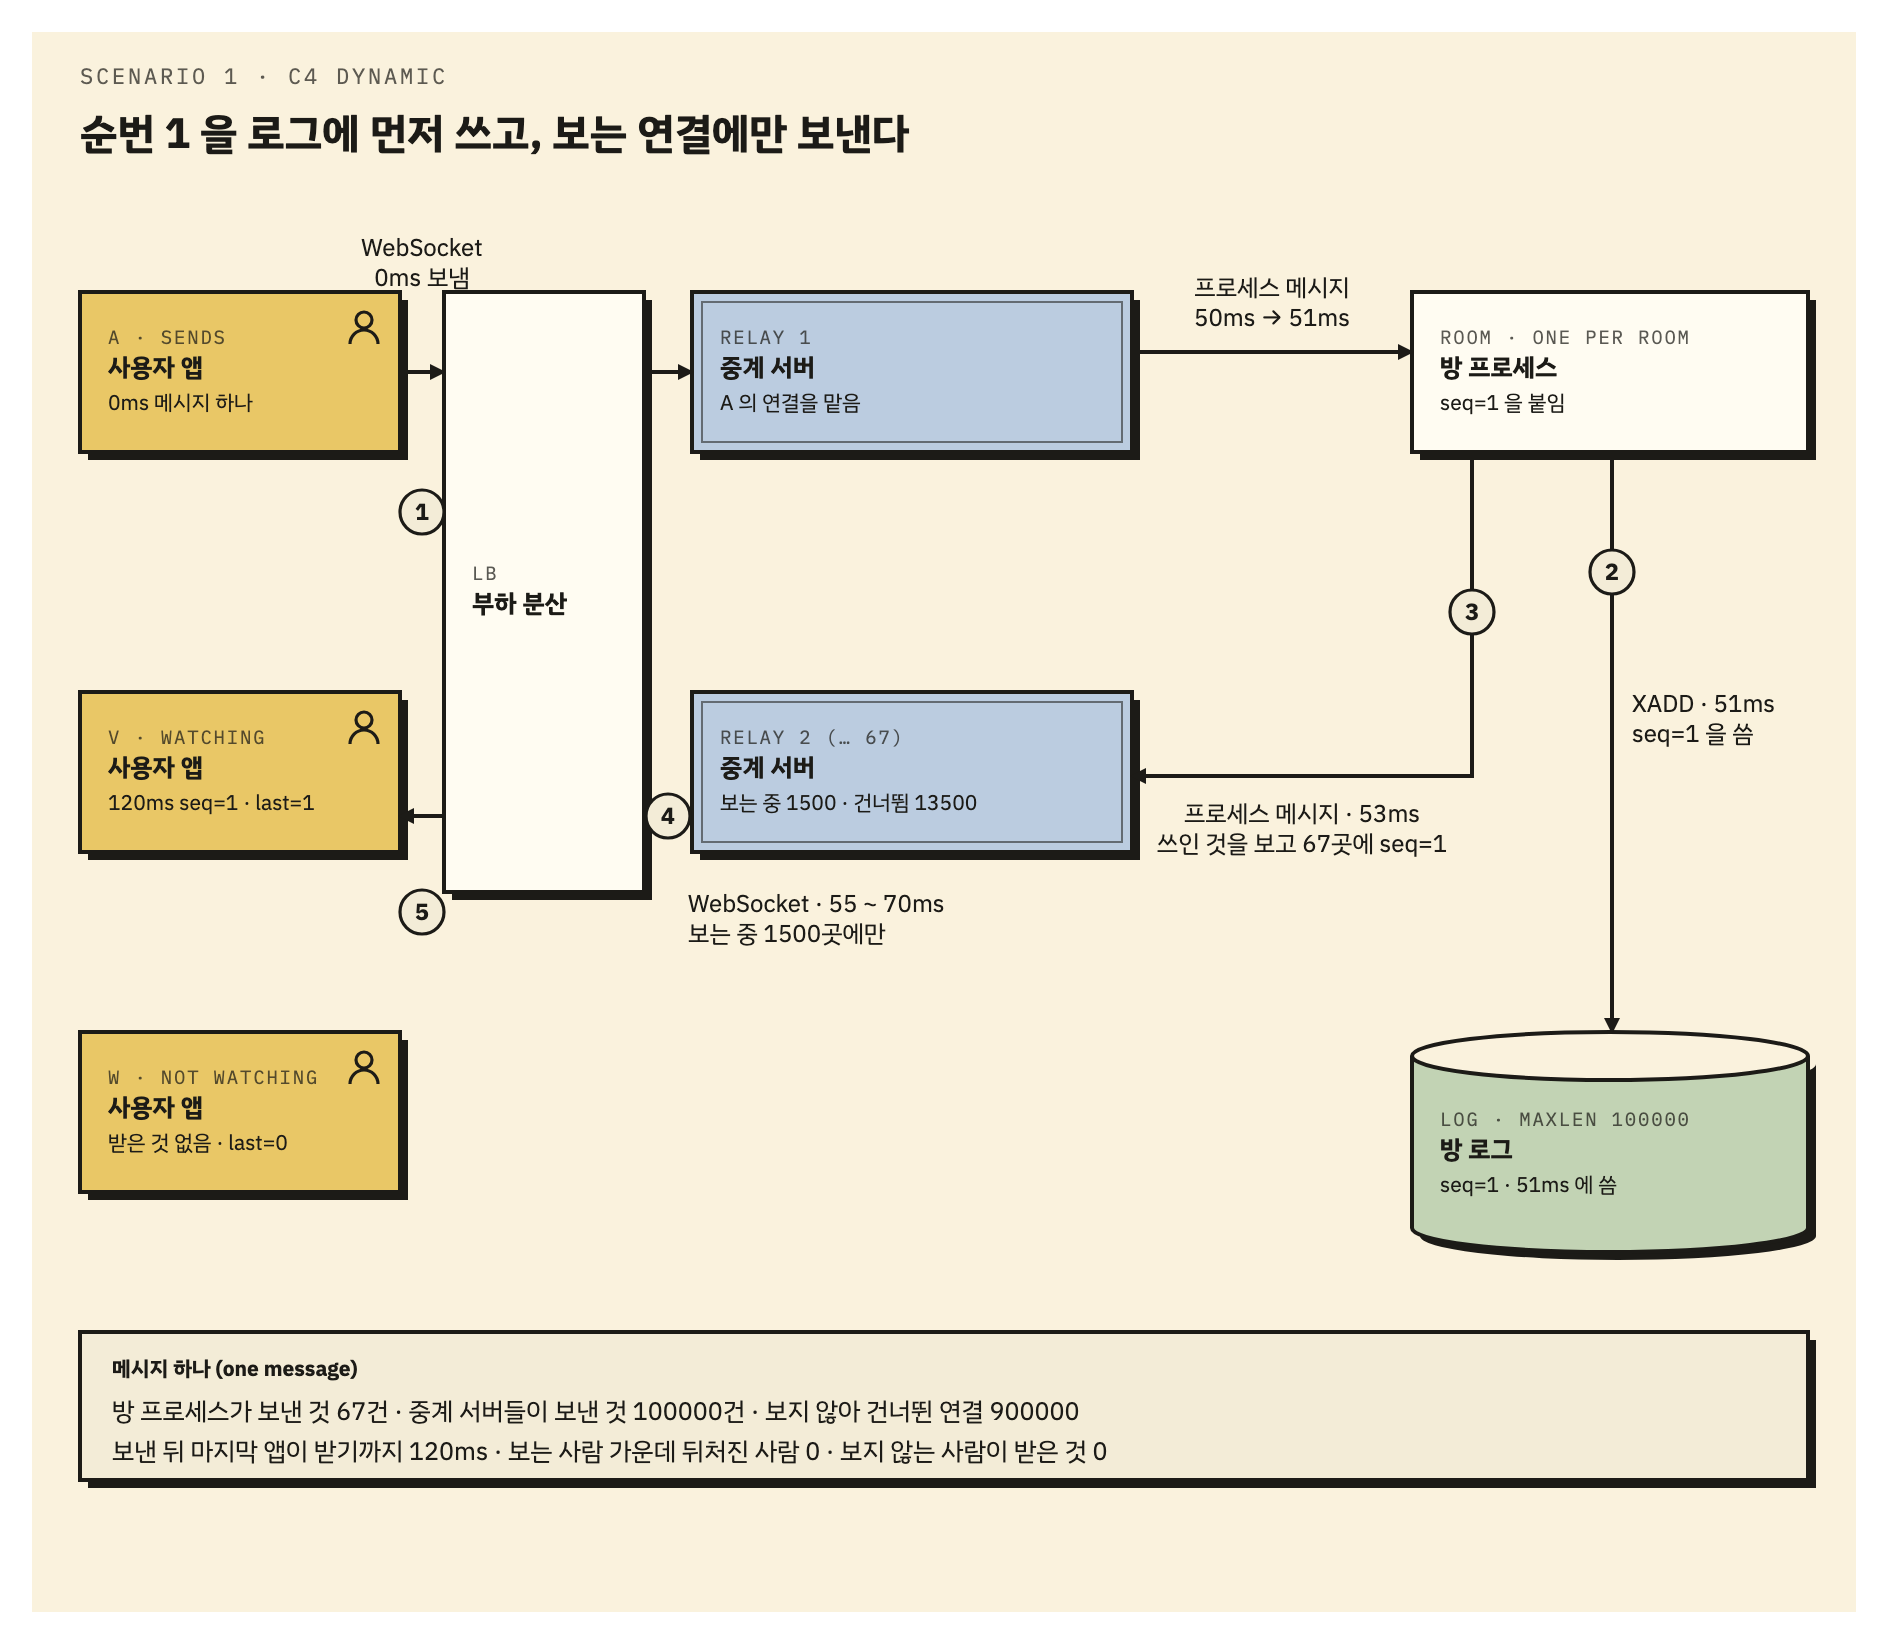 SCENARIO 1 · C4 DYNAMIC
순번 1 을 로그에 먼저 쓰고, 보는 연결에만 보낸다
WebSocket
0ms 보냄
A · SENDS
사용자 앱
0ms 메시지 하나
RELAY 1
중계 서버
A 의 연결을 맡음
프로세스 메시지
50ms → 51ms
ROOM · ONE PER ROOM
방 프로세스
seq=1 을 붙임
1
LB
부하 분산
2
3
XADD · 51ms
seq=1 을 씀
V · WATCHING
사용자 앱
120ms seq=1 · last=1
4
RELAY 2 (… 67)
중계 서버
보는 중 1500 · 건너뜀 13500
프로세스 메시지 · 53ms
쓰인 것을 보고 67곳에 seq=1
5
WebSocket · 55 ~ 70ms
보는 중 1500곳에만
W · NOT WATCHING
사용자 앱
받은 것 없음 · last=0
LOG · MAXLEN 100000
방 로그
seq=1 · 51ms 에 씀
메시지 하나 (one message)
방 프로세스가 보낸 것 67건 · 중계 서버들이 보낸 것 100000건 · 보지 않아 건너뛴 연결 900000
보낸 뒤 마지막 앱이 받기까지 120ms · 보는 사람 가운데 뒤처진 사람 0 · 보지 않는 사람이 받은 것 0